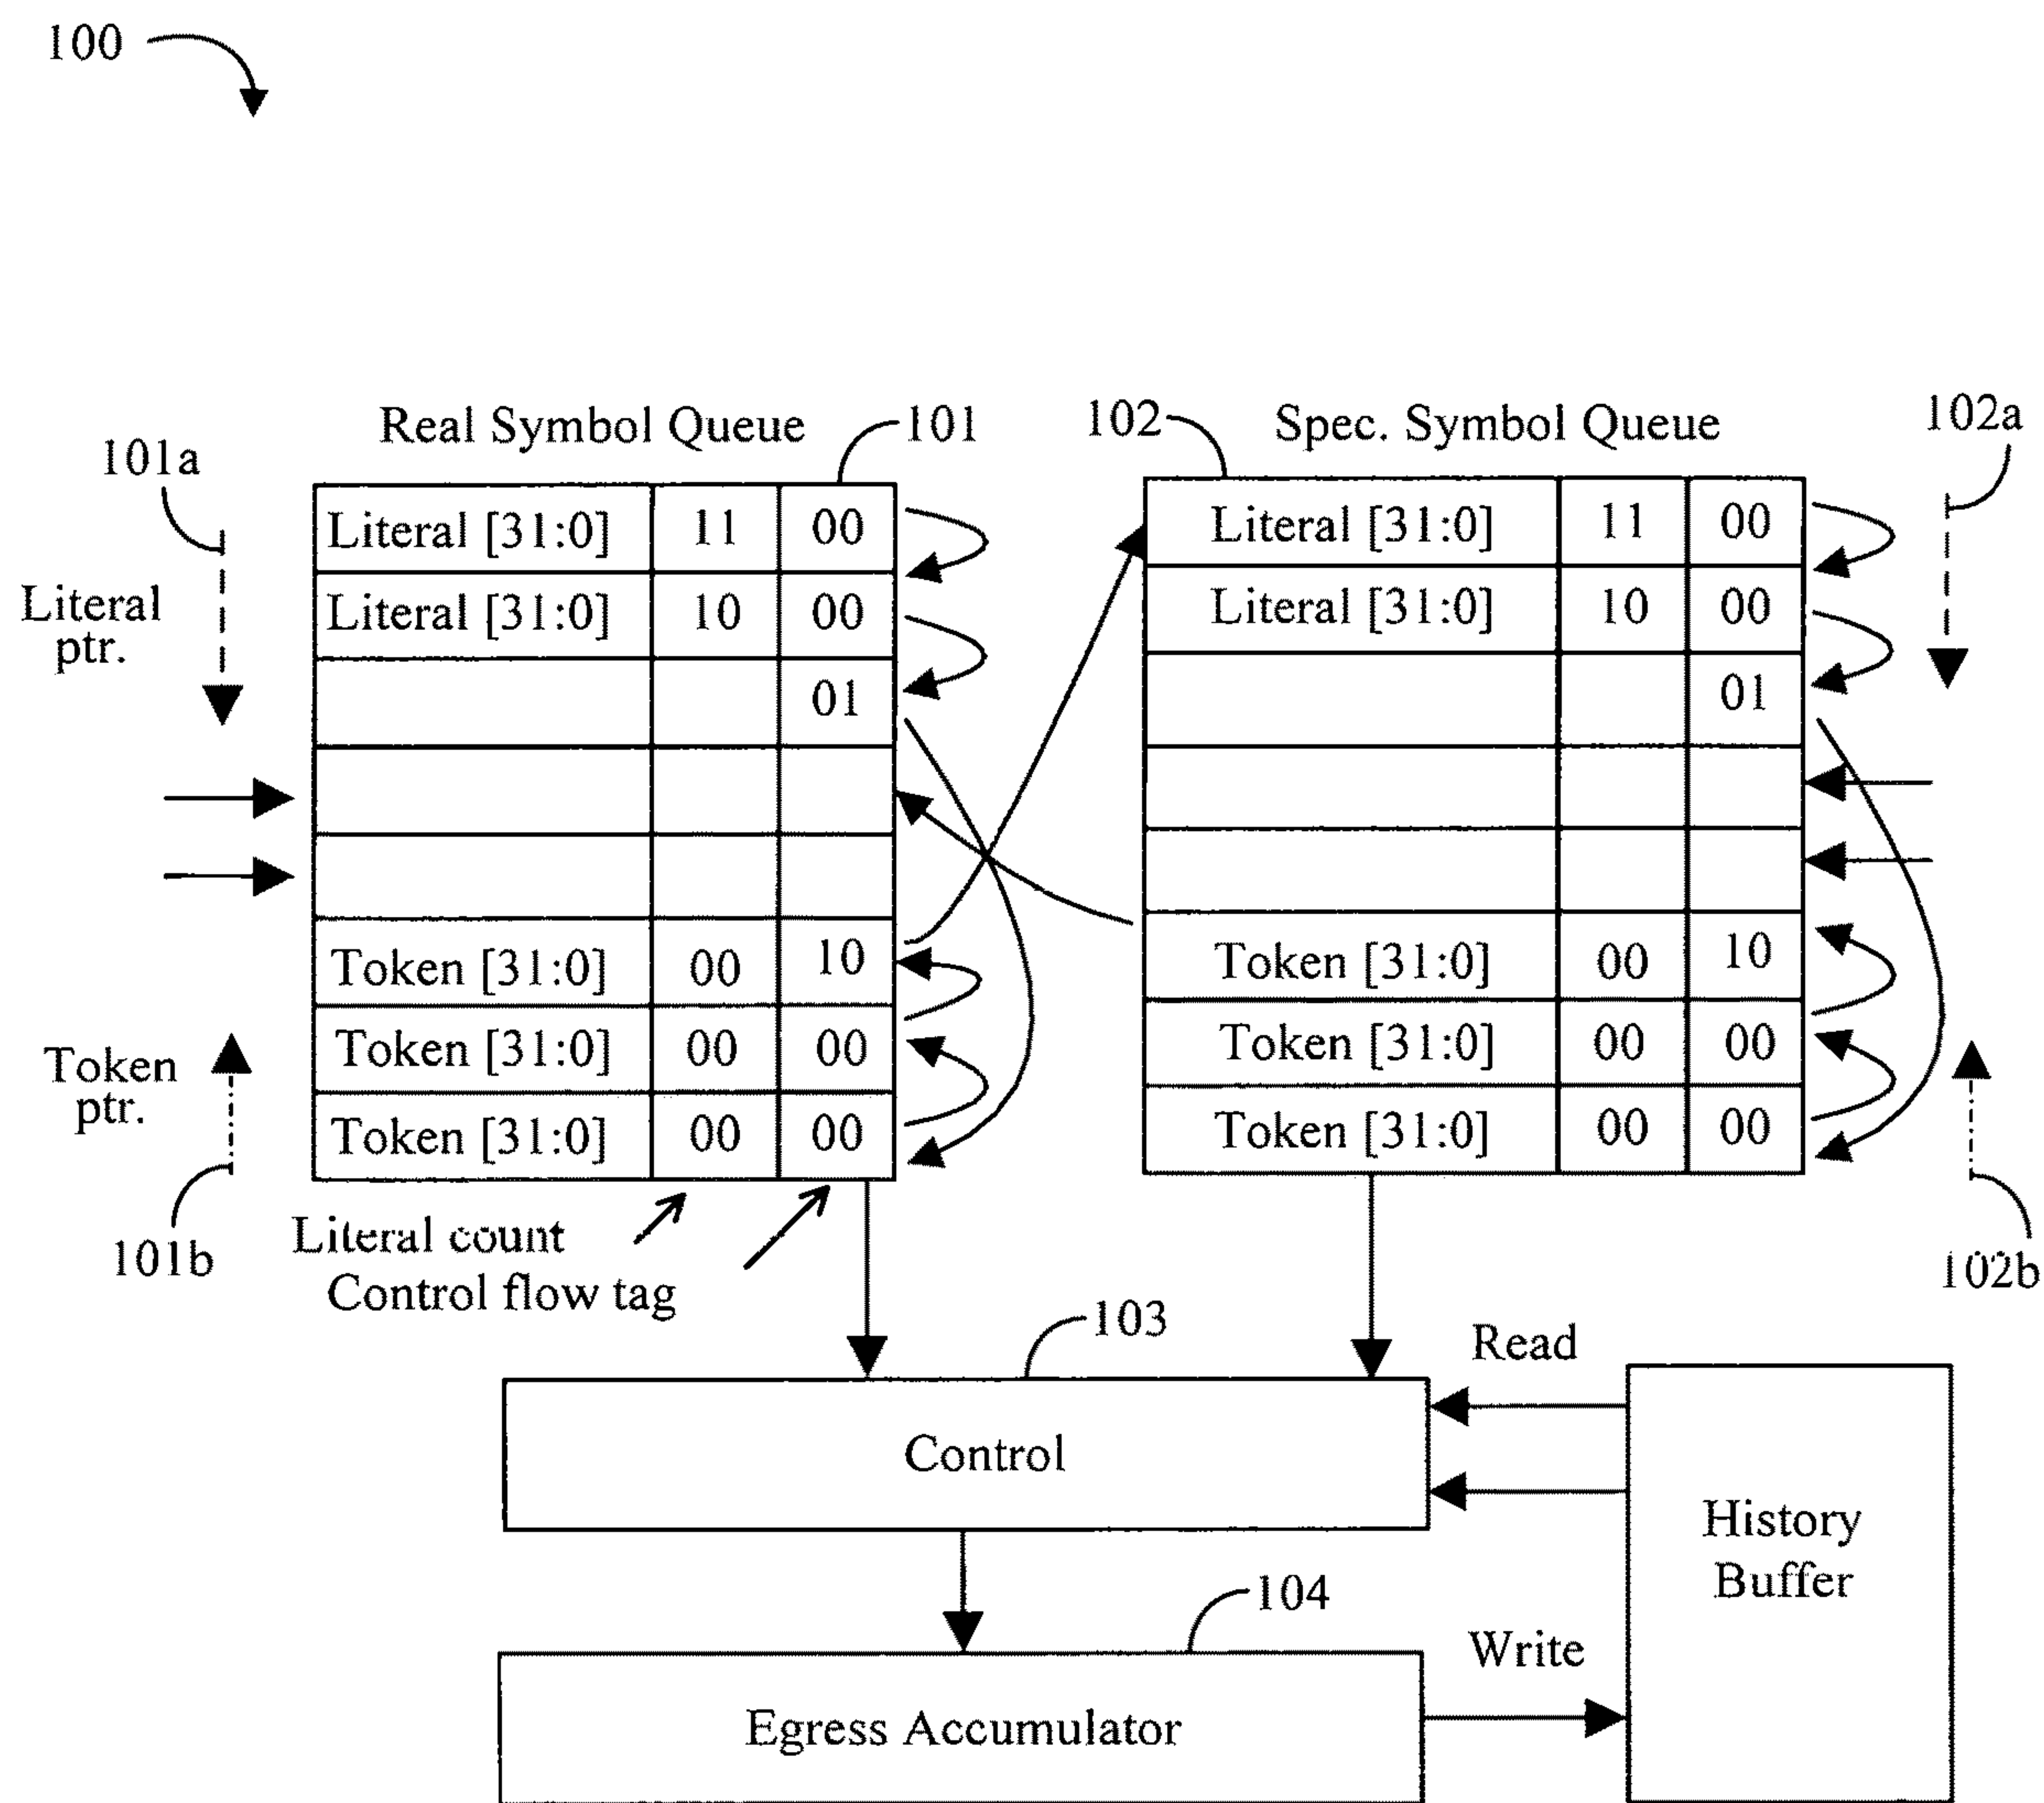 100
Real Symbol Queue
101
102
Spec. Symbol Queue
102a
101a
Literal ptr.
Literal [31:0] 11 00
Literal [31:0] 10 00
01
Token [31:0] 00 10
Token [31:0] 00 00
Token [31:0] 00 00
Literal [31:0] 11 00
Literal [31:0] 10 00
01
Token [31:0] 00 10
Token [31:0] 00 00
Token [31:0] 00 00
Token
ptr.
101b
Literal count
Control flow tag
102b
103
Read
Control
History
Buffer
104
Write
Egress Accumulator